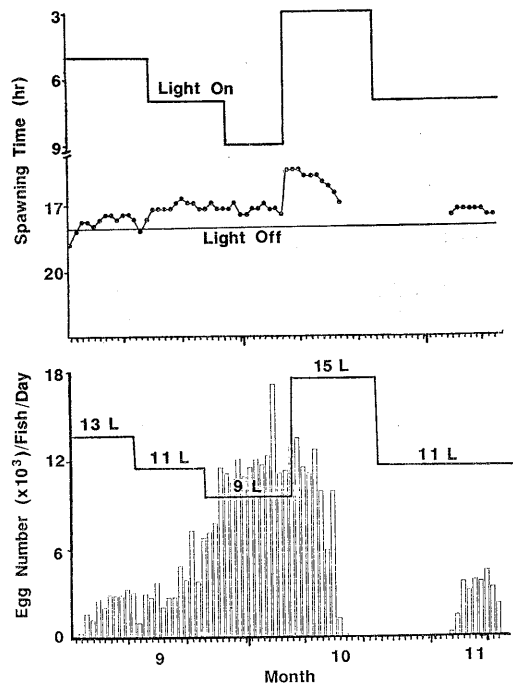 3
6
9
17
20
Spawning Time (hr)
Light On
Light Off
18
12
6
0
Egg Number (x10³)/Fish/Day
13 L
11 L
9 L
15 L
11 L
9
10
11
Month